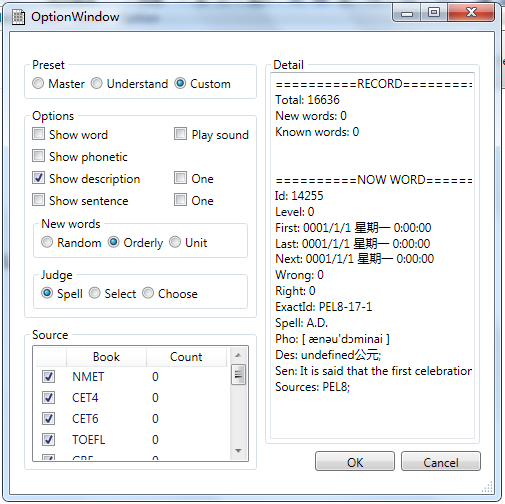 OptionWindow
Preset
Master Understand Custom
Options
Show word Play sound
Show phonetic
Show description One
Show sentence One
New words
Random Orderly Unit
Judge
Spell Select Choose
Source
Book Count
NMET 0
CET4 0
CET6 0
TOEFL 0
Detail
==========RECORD=========
Total: 16636
New words: 0
Known words: 0
==========NOW WORD======
Id: 14255
Level: 0
First: 0001/1/1 星期一 0:00:00
Last: 0001/1/1 星期一 0:00:00
Next: 0001/1/1 星期一 0:00:00
Wrong: 0
Right: 0
ExactId: PEL8-17-1
Spell: A.D.
Pho: [ ænəu'dɔminai ]
Des: undefined公元;
Sen: It is said that the first celebration
Sources: PEL8;
OK Cancel